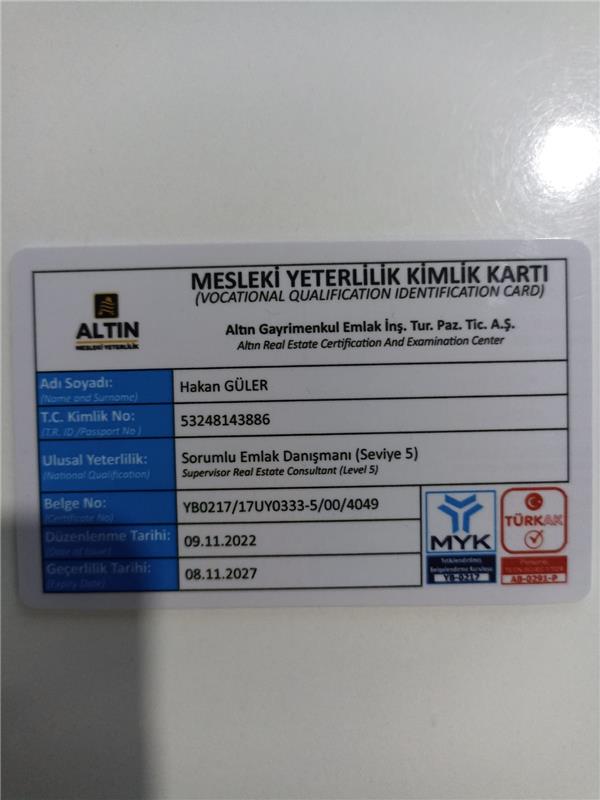 MESLEKİ YETERLİLİK KİMLİK KARTI
(VOCATIONAL QUALIFICATION IDENTIFICATION CARD)
ALTIN
MESLEKİ YETERLİLİK
Altın Gayrimenkul Emlak İnş. Tur. Paz. Tic. A.Ş.
Altın Real Estate Certification And Examination Center
Adı Soyadı: Hakan GÜLER
(Name and Surname)
T.C. Kimlik No: 53248143886
(T.R. ID /Passport No )
Ulusal Yeterlilik: Sorumlu Emlak Danışmanı (Seviye 5)
(National Qualification) Supervisor Real Estate Consultant (Level 5)
Belge No: YB0217/17UY0333-5/00/4049
(Certificate No)
Düzenlenme Tarihi: 09.11.2022
(Date of Issue)
Geçerlilik Tarihi: 08.11.2027
(Expiry Date)
MYK
Yetkilendirilmiş
Belgelendirme Kuruluşu
YB-0217
TÜRKAK
Personel
AB-0291-P